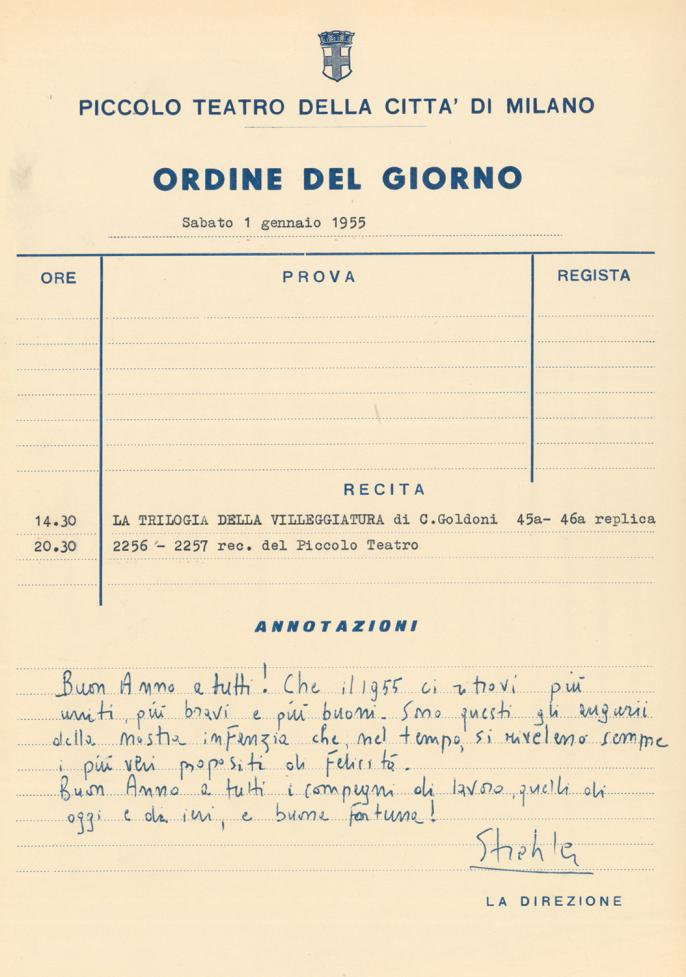 PICCOLO TEATRO DELLA CITTA' DI MILANO
ORDINE DEL GIORNO
Sabato 1 gennaio 1955
ORE PROVA REGISTA
RECITA
14.30 LA TRILOGIA DELLA VILLEGGIATURA di C.Goldoni 45a- 46a replica
20.30 2256 - 2257 rec. del Piccolo Teatro
ANNOTAZIONI
Buon Anno a tutti! Che il 1955 ci ritrovi più
uniti, più bravi e più buoni. Sono questi gli augurii
della nostra infanzia che, nel tempo, si rivelano sempre
i più veri propositi di felicità.
Buon Anno a tutti i compagni di lavoro, quelli di
oggi e da ieri, e buona fortuna!
Strehler
LA DIREZIONE